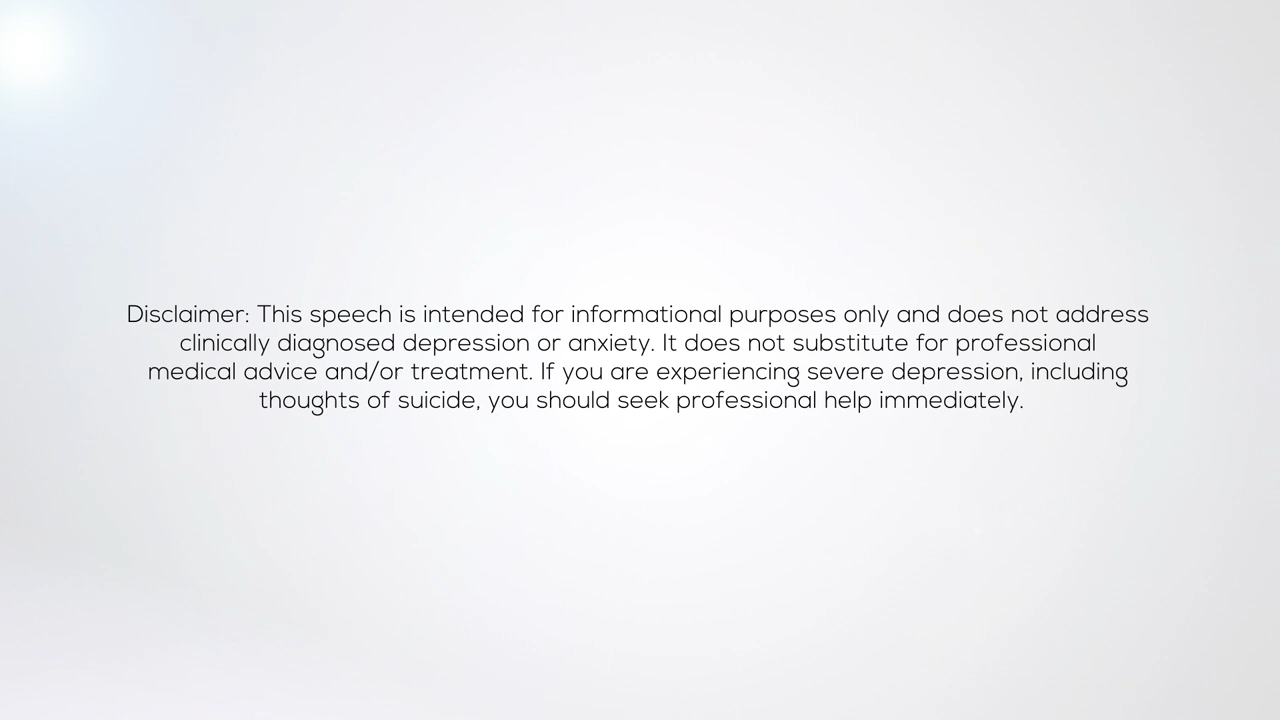 Disclaimer: This speech is intended for informational purposes only and does not address
clinically diagnosed depression or anxiety. It does not substitute for professional
medical advice and/or treatment. If you are experiencing severe depression, including
thoughts of suicide, you should seek professional help immediately.